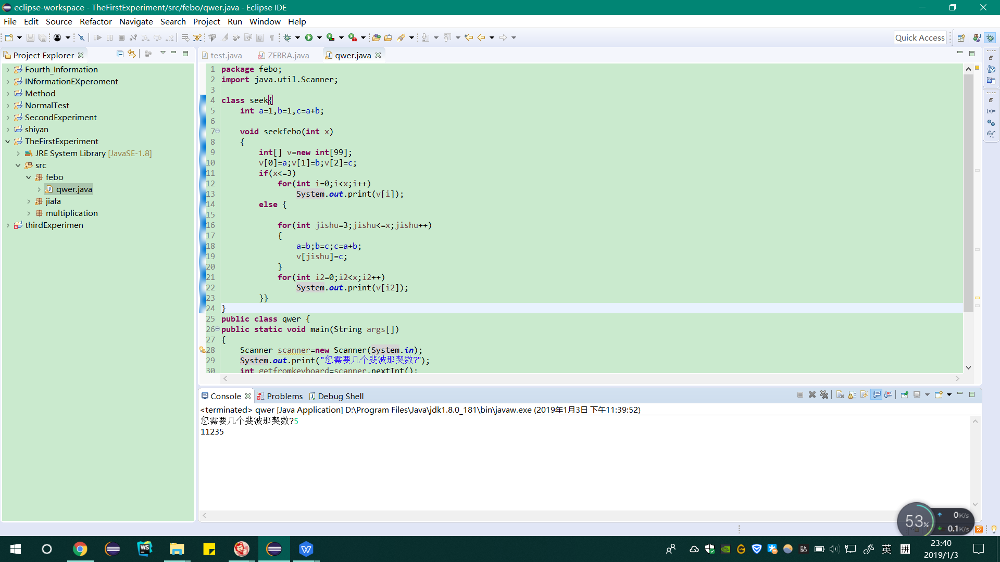 eclipse-workspace - TheFirstExperiment/src/febo/qwer.java - Eclipse IDE
File Edit Source Refactor Navigate Search Project Run Window Help
Quick Access
Project Explorer
Fourth_Information
INformationEXperoment
Method
NormalTest
SecondExperiment
shiyan
TheFirstExperiment
JRE System Library [JavaSE-1.8]
src
febo
qwer.java
jiafa
multiplication
thirdExperimen
test.java ZEBRA.java qwer.java
1 package febo;
2 import java.util.Scanner;
3
4 class seek{
5 int a=1,b=1,c=a+b;
6
7 void seekfebo(int x)
8 {
9 int[] v=new int[99];
10 v[0]=a;v[1]=b;v[2]=c;
11 if(x<=3)
12 for(int i=0;i<x;i++)
13 System.out.print(v[i]);
14 else {
15
16 for(int jishu=3;jishu<=x;jishu++)
17 {
18 a=b;b=c;c=a+b;
19 v[jishu]=c;
20 }
21 for(int i2=0;i2<x;i2++)
22 System.out.print(v[i2]);
23 }}
24 }
25 public class qwer {
26 public static void main(String args[])
27 {
28 Scanner scanner=new Scanner(System.in);
29 System.out.print("您需要几个斐波那契数?");
30 int getfromkeyboard=scanner.nextInt();
Console Problems Debug Shell
<terminated> qwer [Java Application] D:\Program Files\Java\jdk1.8.0_181\bin\javaw.exe (2019年1月3日 下午11:39:52)
您需要几个斐波那契数?5
11235
53%
0K/s
0.1K/s
WS
英
拼
23:40
2019/1/3